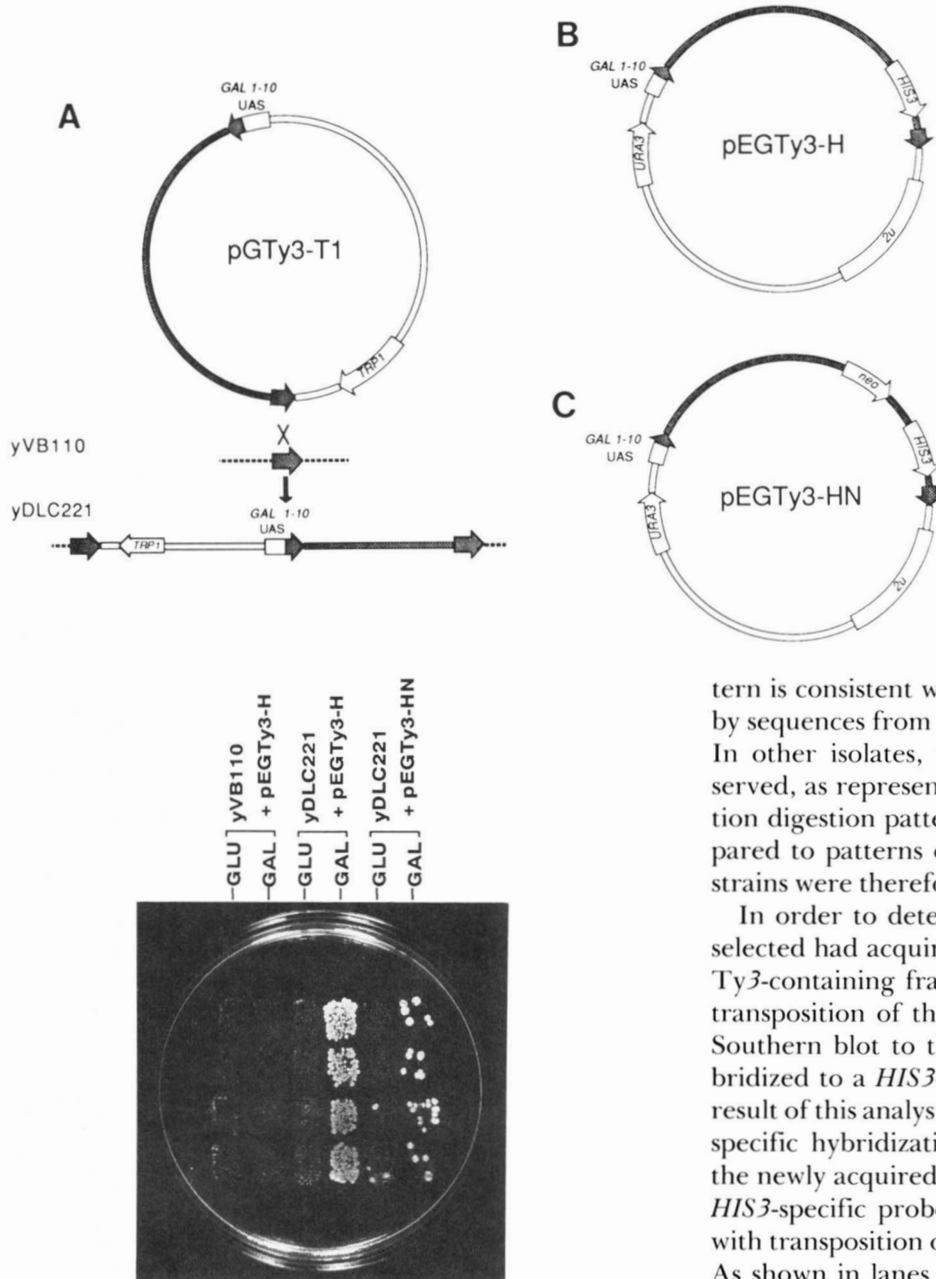 A
GAL 1-10
UAS
pGTy3-T1
TRP1
yVB110
X
yDLC221
GAL 1-10
UAS
TRP1
B
GAL 1-10
UAS
HIS3
URA3
pEGTy3-H
2u
C
GAL 1-10
UAS
neo
HIS3
URA3
pEGTy3-HN
2u
-GLU
-GAL
yVB110
+ pEGTy3-H
-GLU
-GAL
yDLC221
+ pEGTy3-H
-GLU
-GAL
yDLC221
+ pEGTy3-HN
tern is consistent w
by sequences from
In other isolates,
served, as represen
tion digestion patte
pared to patterns
strains were therefo
In order to dete
selected had acquir
Ty3-containing fra
transposition of th
Southern blot to t
bridized to a HIS3-
result of this analys
specific hybridizati
the newly acquired
HIS3-specific probe
with transposition o
As shown in lanes